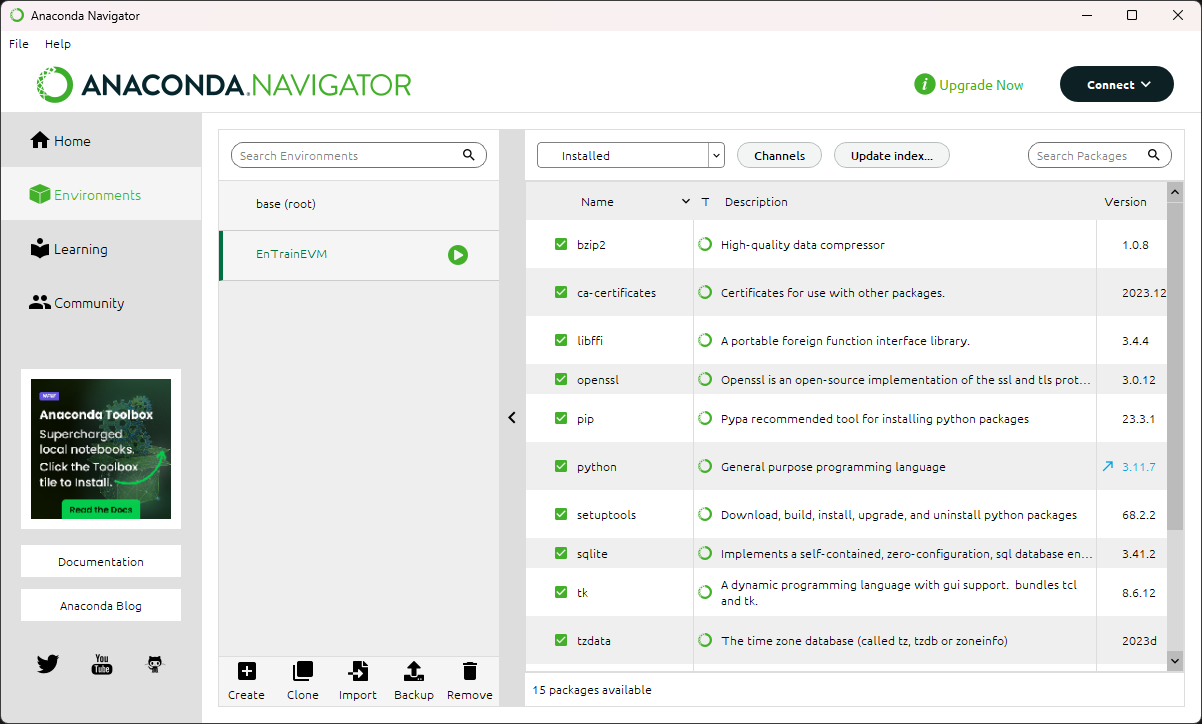 Anaconda Navigator
File Help
ANACONDA.NAVIGATOR
i Upgrade Now
Connect
Home
Environments
Learning
Community
NEW
Anaconda Toolbox
Supercharged
local notebooks.
Click the Toolbox
tile to Install.
Read the Docs
Documentation
Anaconda Blog
You
Tube
Search Environments
base (root)
EnTrainEVM
Create Clone Import Backup Remove
Installed Channels Update index... Search Packages
Name T Description Version
bzip2 High-quality data compressor 1.0.8
ca-certificates Certificates for use with other packages. 2023.12
libffi A portable foreign function interface library. 3.4.4
openssl Openssl is an open-source implementation of the ssl and tls prot... 3.0.12
pip Pypa recommended tool for installing python packages 23.3.1
python General purpose programming language 3.11.7
setuptools Download, build, install, upgrade, and uninstall python packages 68.2.2
sqlite Implements a self-contained, zero-configuration, sql database en... 3.41.2
tk A dynamic programming language with gui support. bundles tcl
and tk. 8.6.12
tzdata The time zone database (called tz, tzdb or zoneinfo) 2023d
15 packages available